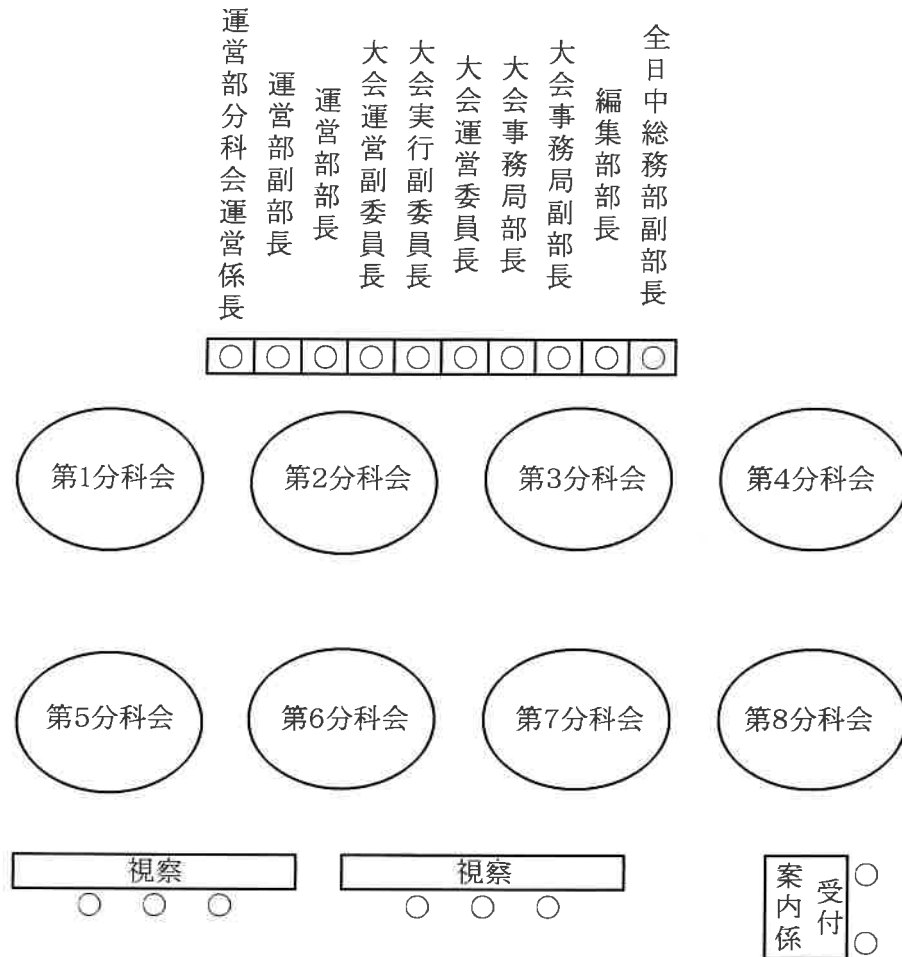 全日中総務部副部長
編集部部長
大会事務局副部長
大会事務局部長
大会運営委員長
大会実行副委員長
大会運営副委員長
運営部部長
運営部副部長
運営部分科会運営係長
第1分科会
第2分科会
第3分科会
第4分科会
第5分科会
第6分科会
第7分科会
第8分科会
視察
視察
受付
案内係